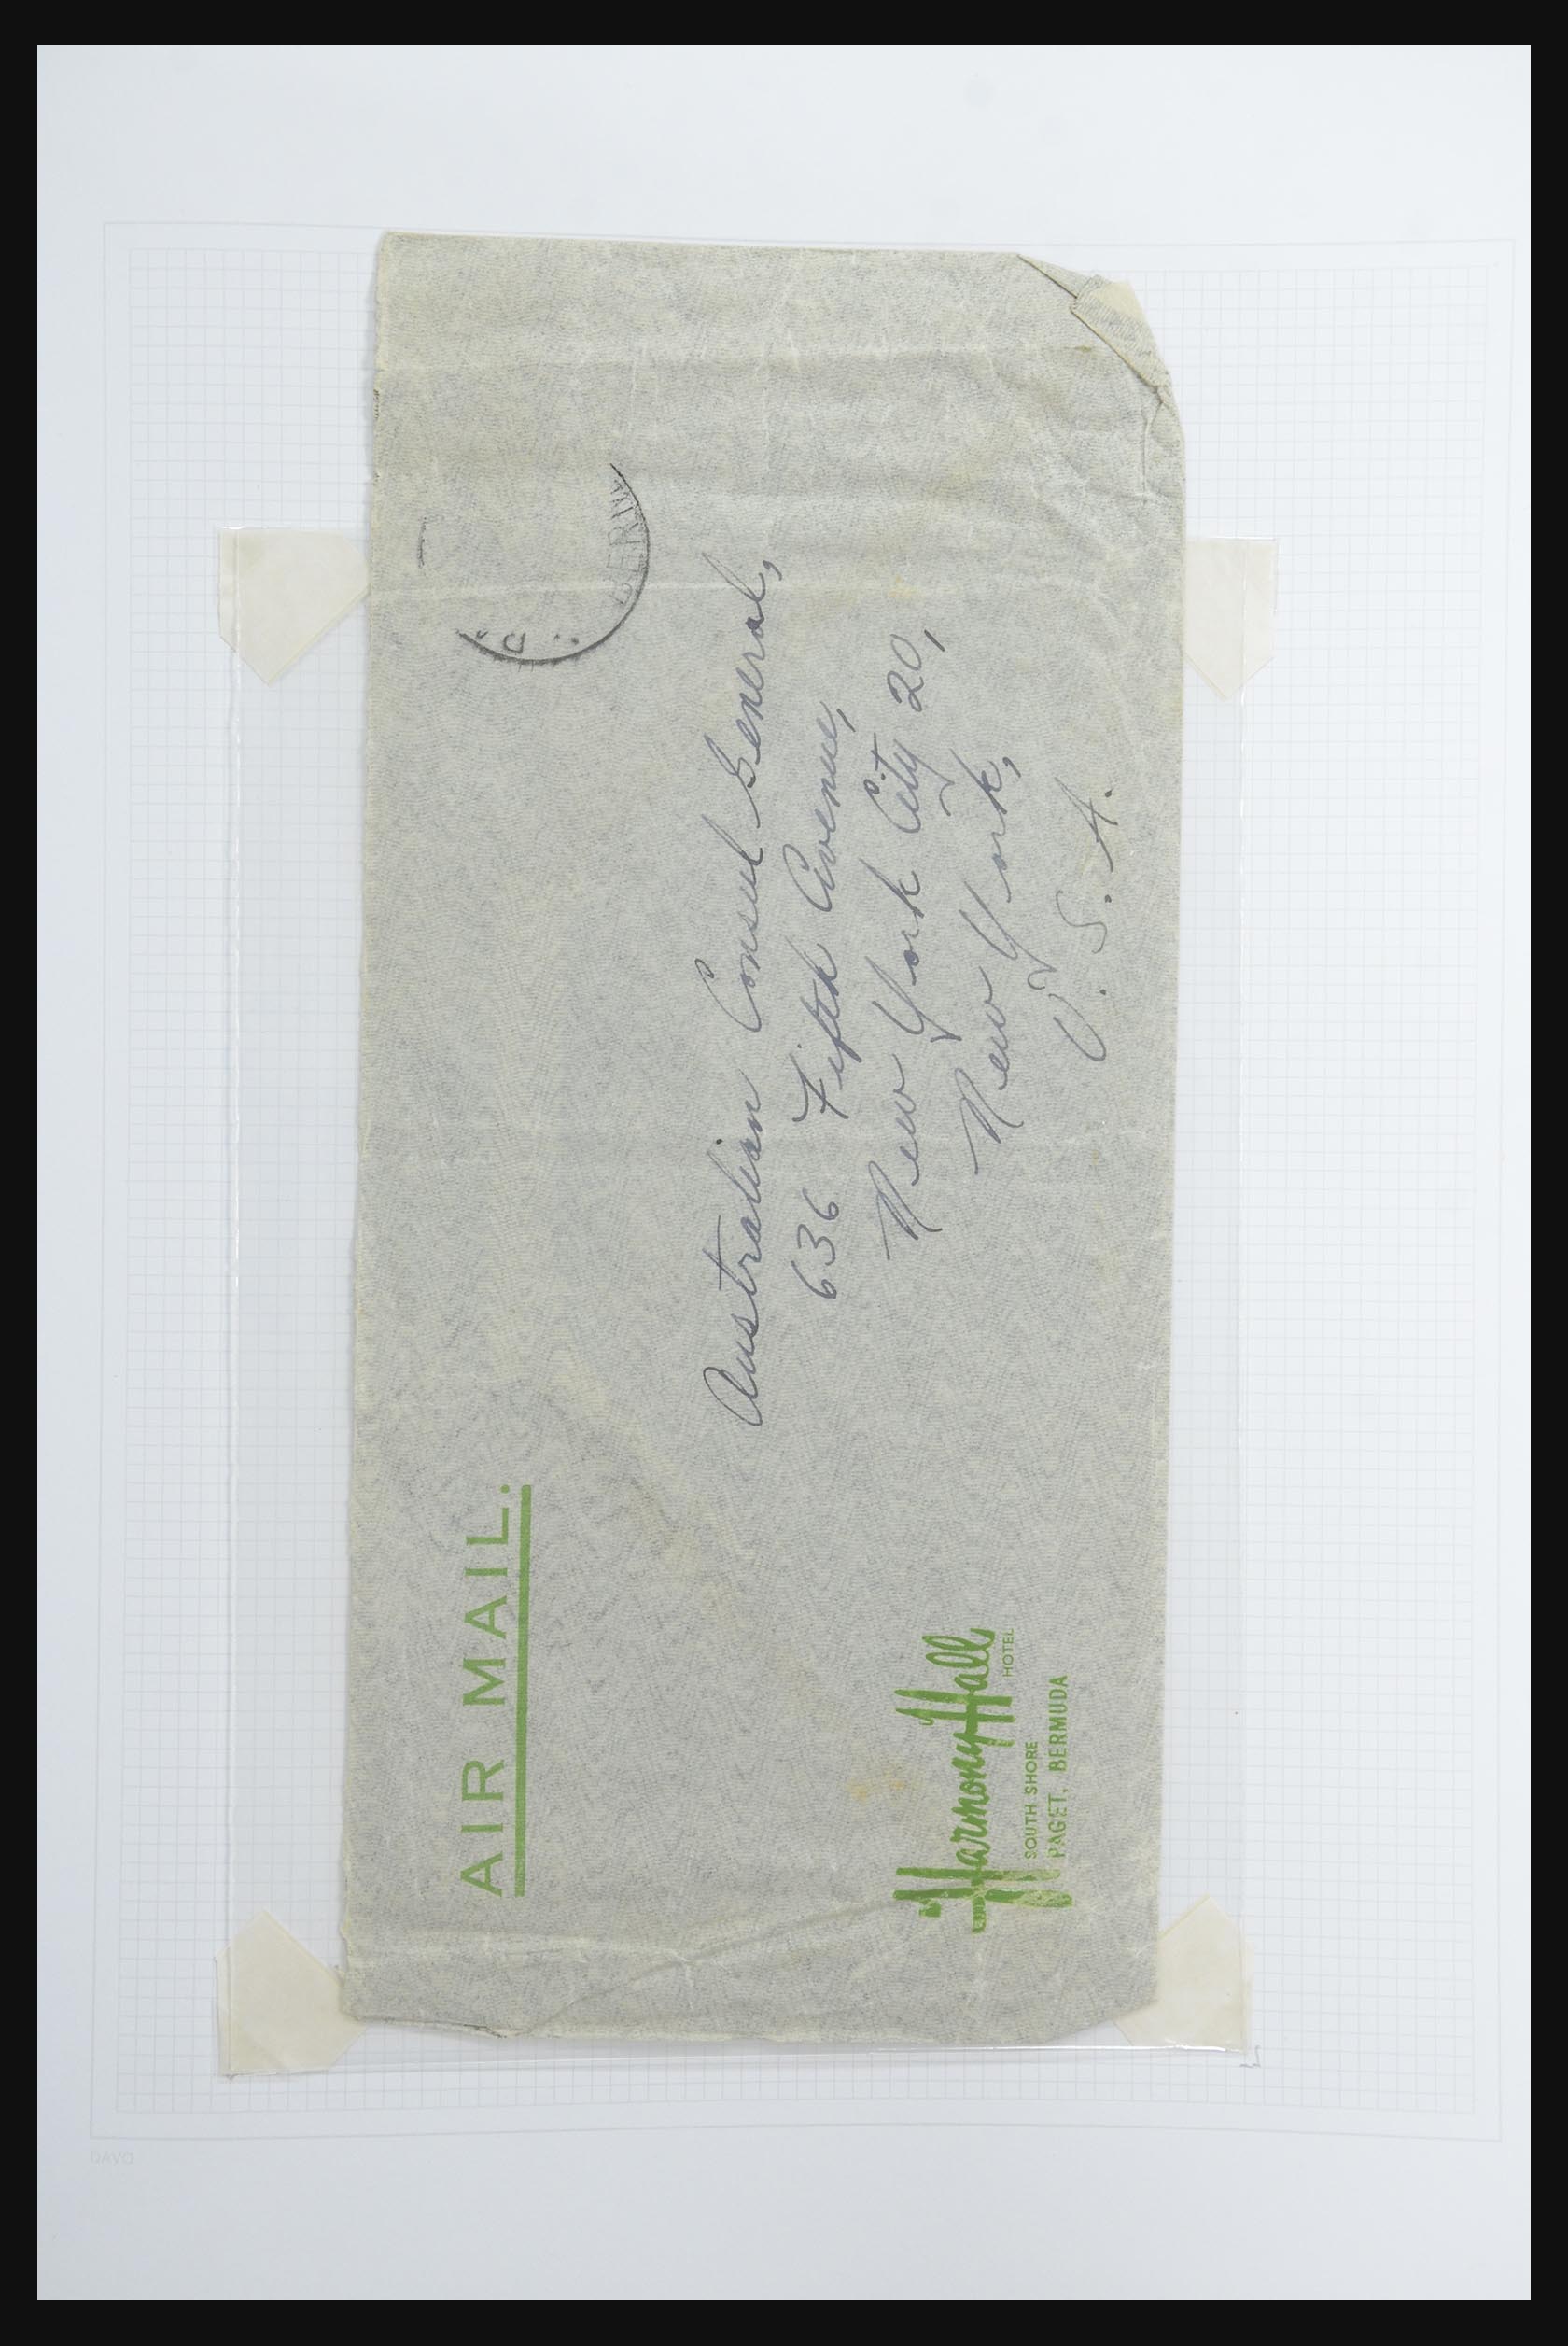 AIR MAIL.
Australian Consul General,
636 Fifth Avenue,
New York City 20,
New York,
U. S. A.
Harmony Hall
HOTEL
SOUTH SHORE
PAGET, BERMUDA
DAVO